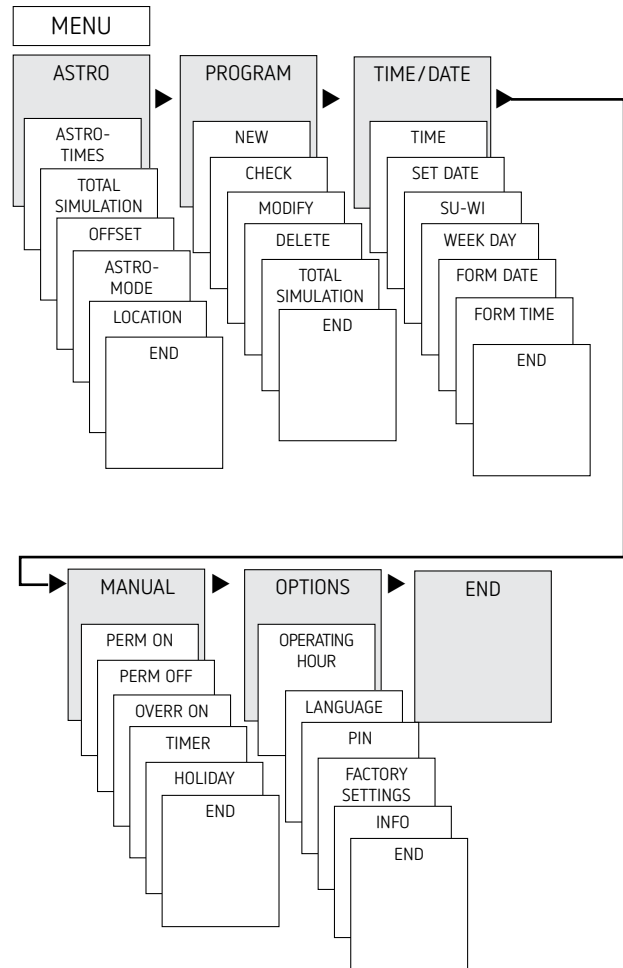 MENU
ASTRO
ASTRO-
TIMES
TOTAL
SIMULATION
OFFSET
ASTRO-
MODE
LOCATION
END
PROGRAM
NEW
CHECK
MODIFY
DELETE
TOTAL
SIMULATION
END
TIME/DATE
TIME
SET DATE
SU-WI
WEEK DAY
FORM DATE
FORM TIME
END
MANUAL
PERM ON
PERM OFF
OVERR ON
TIMER
HOLIDAY
END
OPTIONS
OPERATING
HOUR
LANGUAGE
PIN
FACTORY
SETTINGS
INFO
END
END